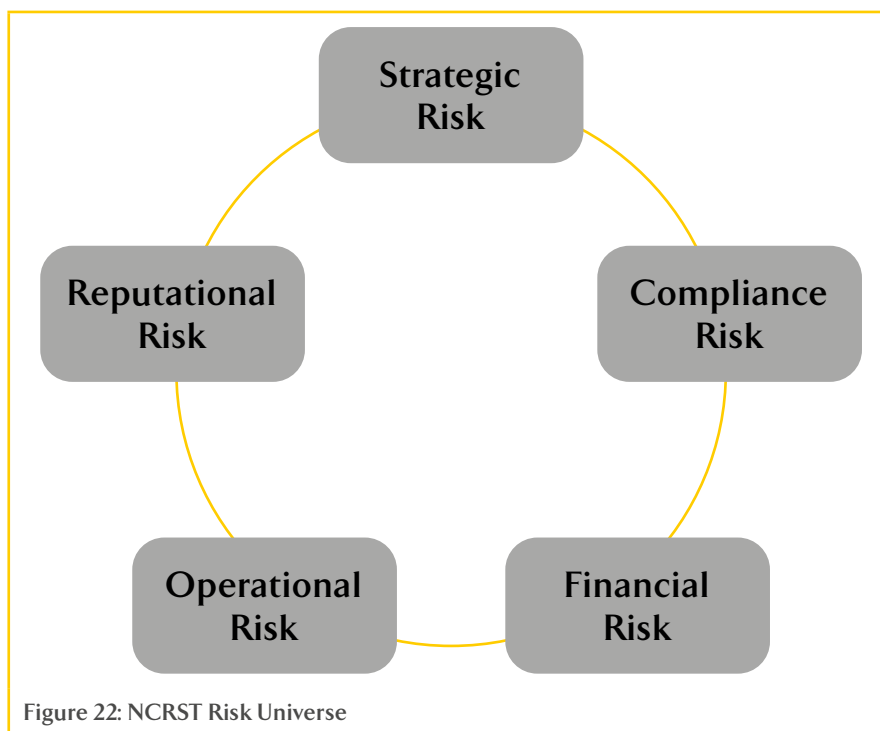 Strategic
Risk
Reputational
Risk
Compliance
Risk
Operational
Risk
Financial
Risk
Figure 22: NCRST Risk Universe